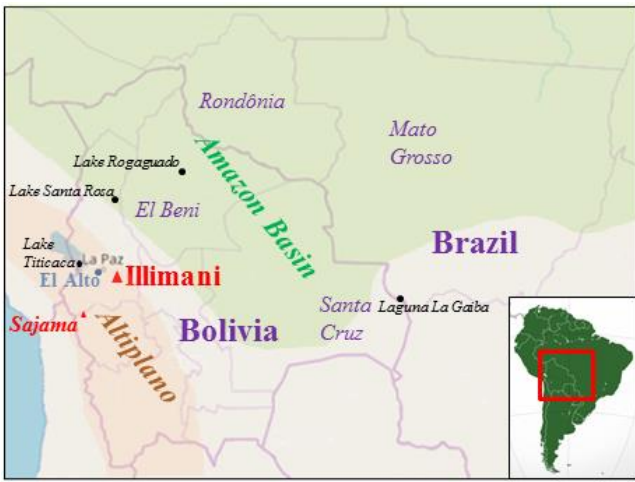 Rondônia
Mato
Grosso
Lake Rogaguado
Amazon Basin
Lake Santa Rosa
El Beni
Brazil
Lake
Titicaca
La Paz
El Alto
Illimani
Santa
Cruz
Laguna La Gaiba
Sajama
Altiplano
Bolivia